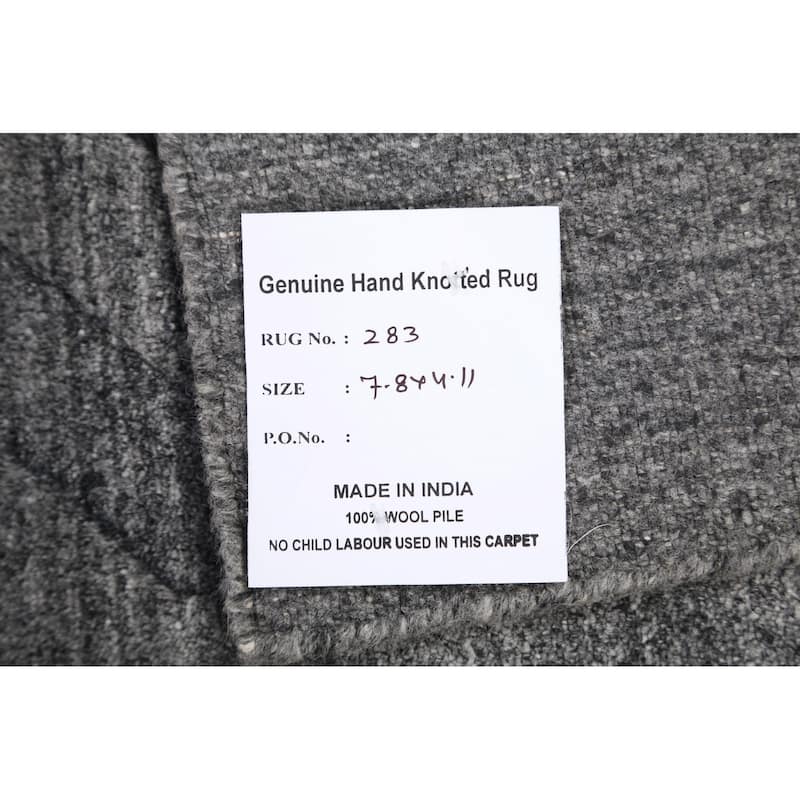 Genuine Hand Knotted Rug
RUG No. : 283
SIZE : 7.8x4.11
P.O.No. :
MADE IN INDIA
100% WOOL PILE
NO CHILD LABOUR USED IN THIS CARPET